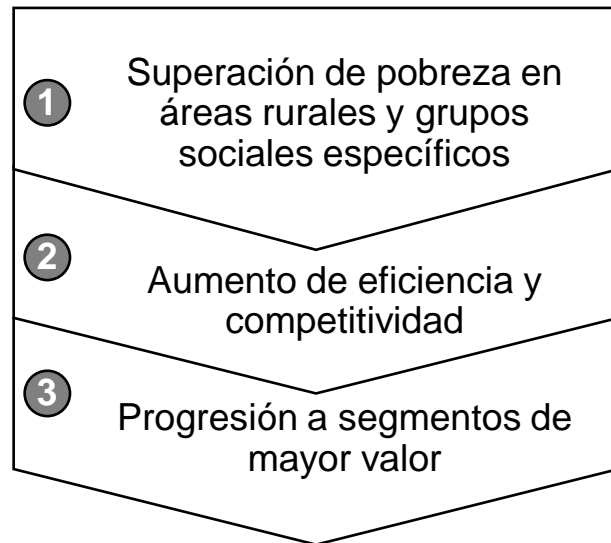 1
Superación de pobreza en
áreas rurales y grupos
sociales específicos
2
Aumento de eficiencia y
competitividad
3
Progresión a segmentos de
mayor valor